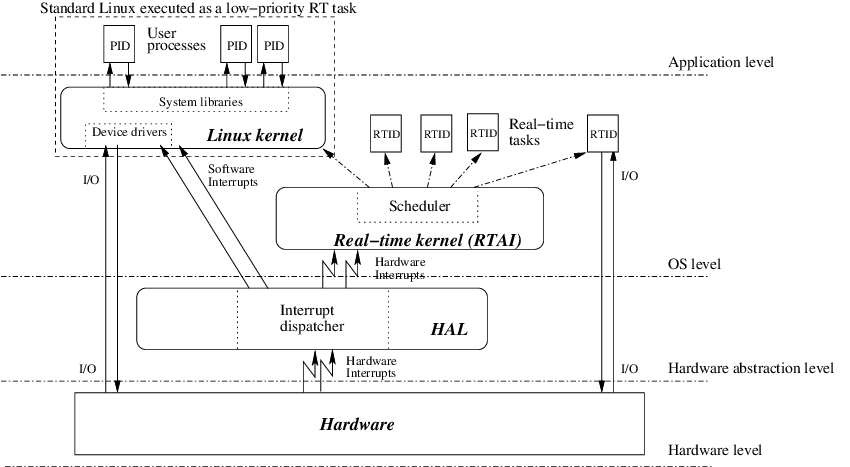 Standard Linux executed as a low−priority RT task
PID
User
processes
PID
PID
Application level
System libraries
Device drivers
Linux kernel
RTID
RTID
RTID
Real−time
tasks
RTID
I/O
Software
Interrupts
I/O
Scheduler
Real−time kernel (RTAI)
Hardware
Interrupts
OS level
Interrupt
dispatcher
HAL
I/O
Hardware
Interrupts
I/O
Hardware abstraction level
Hardware
Hardware level